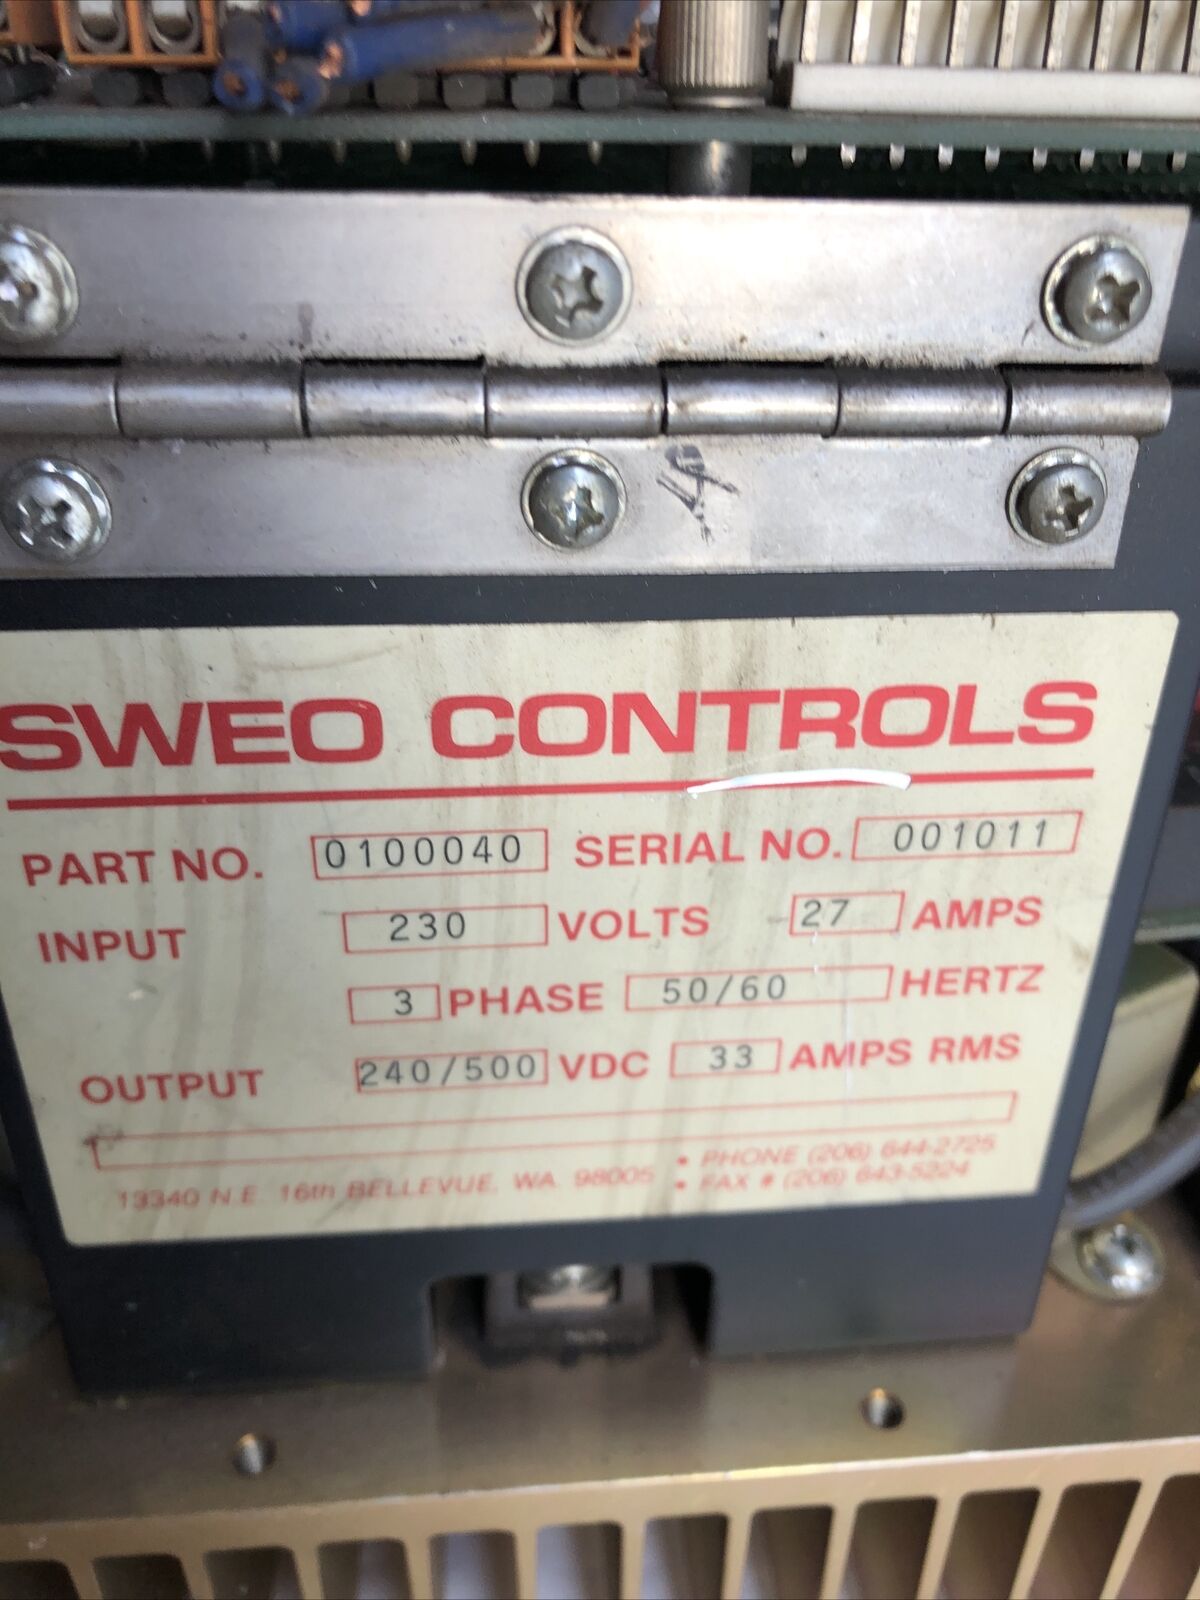 SWEO CONTROLS
PART NO. 0100040 SERIAL NO. 001011
INPUT 230 VOLTS 27 AMPS
3 PHASE 50/60 HERTZ
OUTPUT 240/500 VDC 33 AMPS RMS
13340 N.E. 16th BELLEVUE, WA 98005 • PHONE (206) 644-2725
• FAX # (206) 643-5224